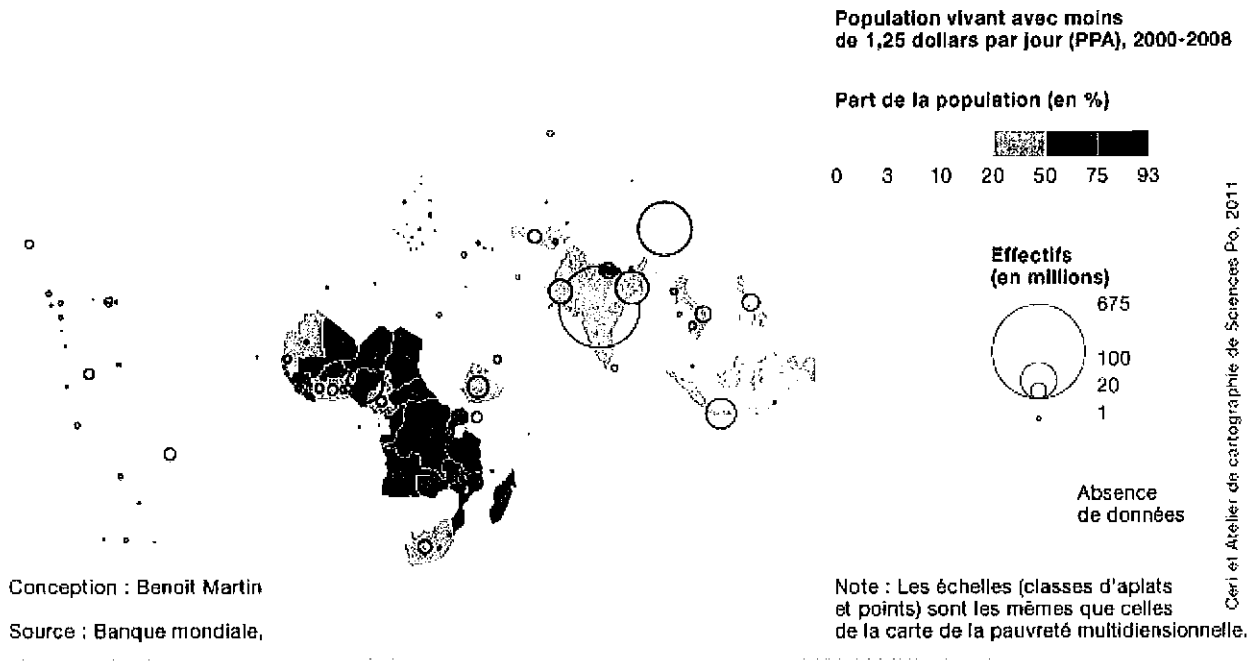 Population vivant avec moins
de 1,25 dollars par jour (PPA), 2000-2008
Part de la population (en %)
0 3 10 20 50 75 93
Effectifs
(en millions)
675
100
20
1
Absence
de données
Ceri et Atelier de cartographie de Sciences Po, 2011
Conception : Benoît Martin
Source : Banque mondiale,
Note : Les échelles (classes d'aplats
et points) sont les mêmes que celles
de la carte de la pauvreté multidiensionnelle.